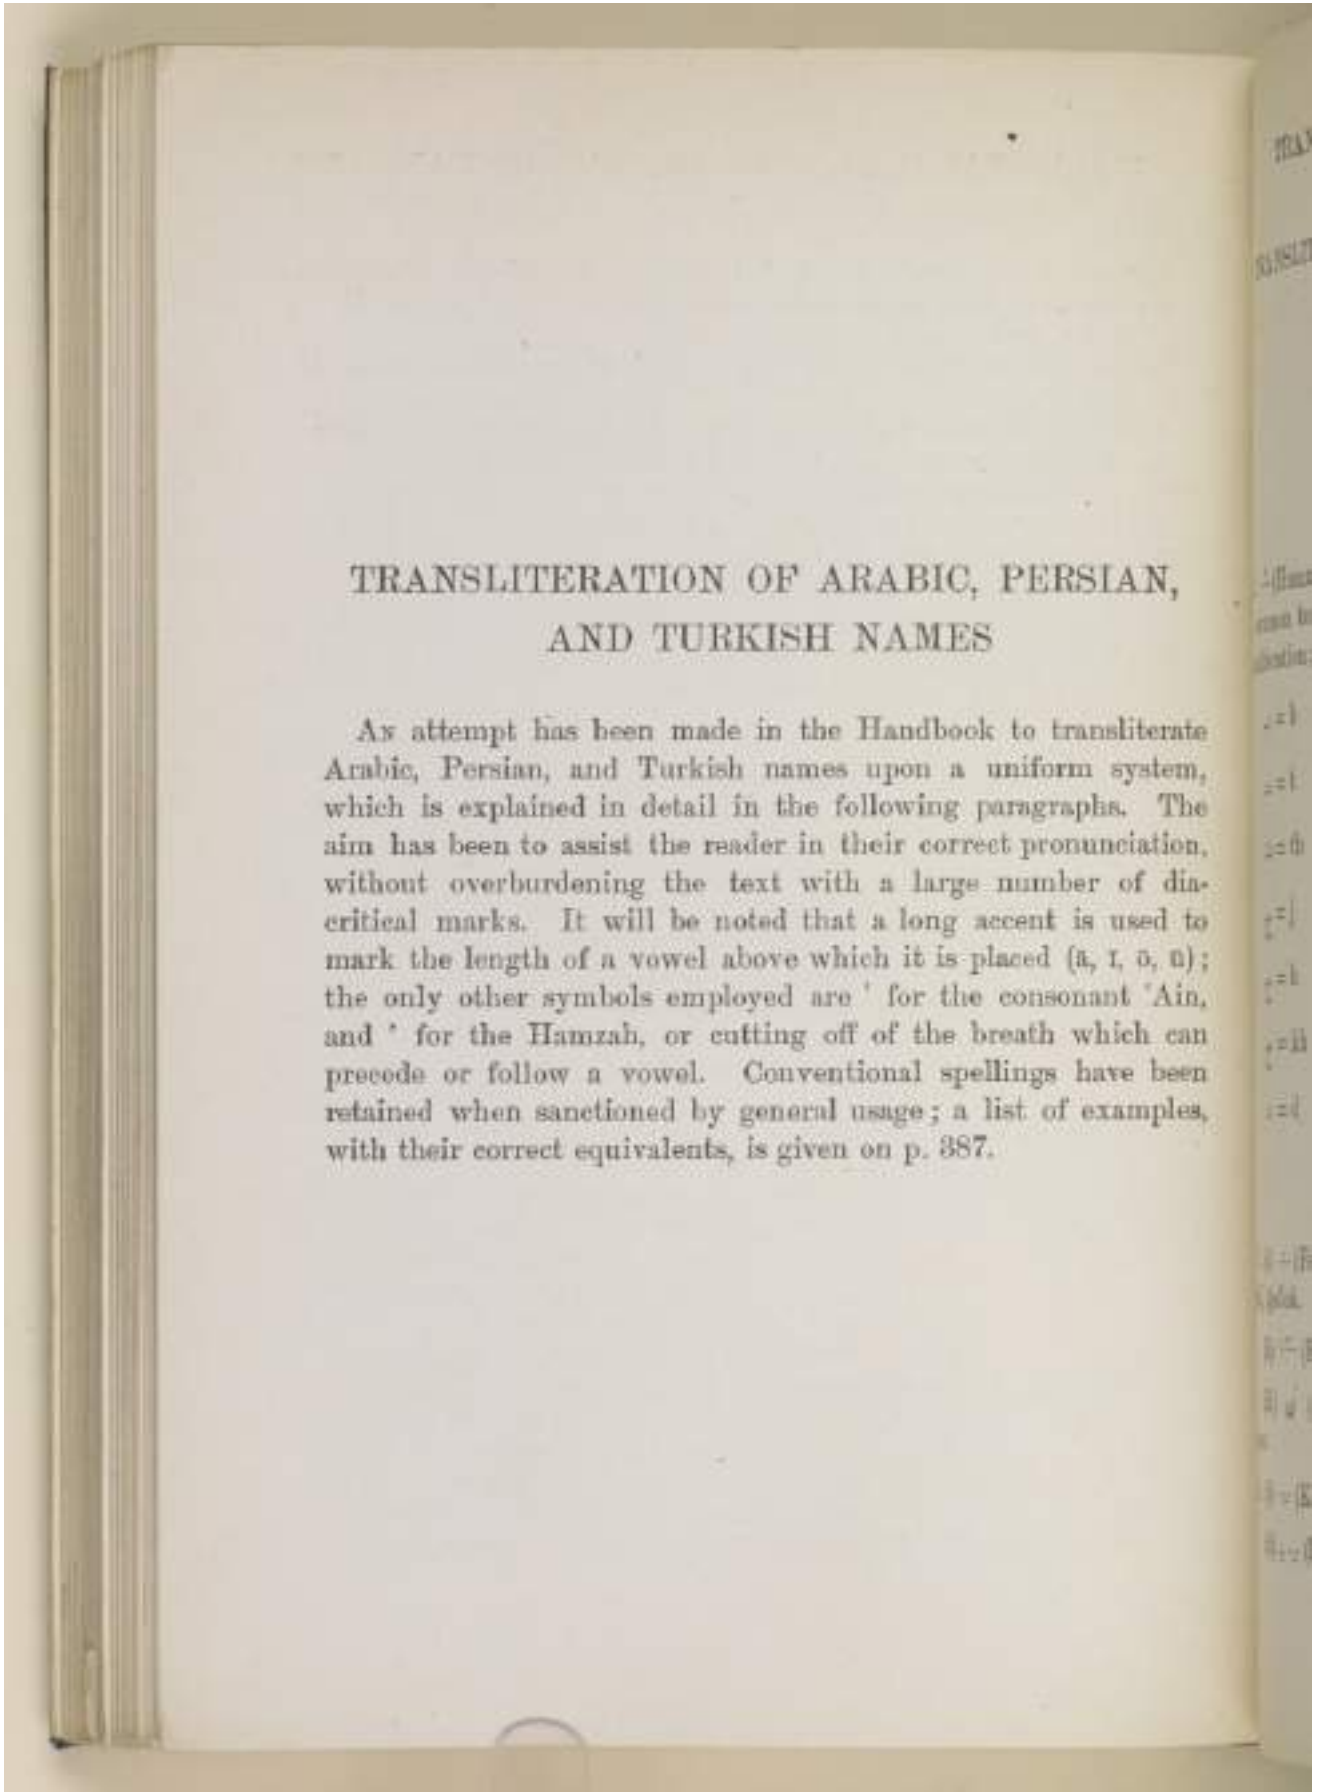 TRANSLITERATION OF ARABIC, PERSIAN,
AND TURKISH NAMES
An attempt has been made in the Handbook to transliterate
Arabic, Persian, and Turkish names upon a uniform system,
which is explained in detail in the following paragraphs. The
aim has been to assist the reader in their correct pronunciation,
without overburdening the text with a large number of dia-
critical marks. It will be noted that a long accent is used to
mark the length of a vowel above which it is placed (ā, ī, ō, ū);
the only other symbols employed are ‘ for the consonant ‘Ain,
and ’ for the Hamzah, or cutting off of the breath which can
precede or follow a vowel. Conventional spellings have been
retained when sanctioned by general usage; a list of examples,
with their correct equivalents, is given on p. 387.